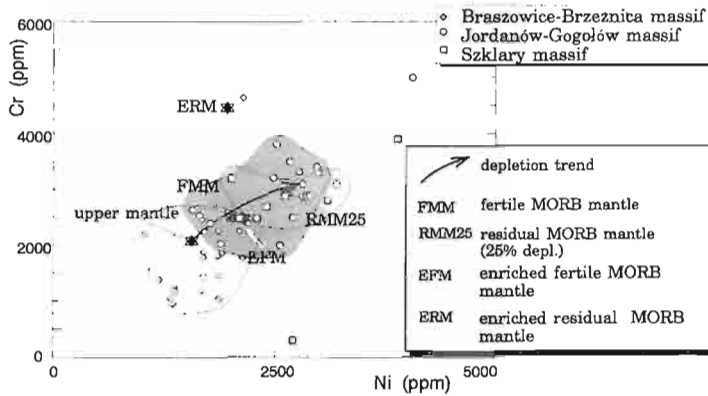 Braszowice-Brzeźnica massif
Jordanów-Gogołów massif
Szklary massif
6000
4000
2000
0
Cr (ppm)
ERM
FMM
upper mantle
RMM25
EFM
0
2500
5000
Ni (ppm)
depletion trend
FMM fertile MORB mantle
RMM25 residual MORB mantle
(25% depl.)
EFM enriched fertile MORB
mantle
ERM enriched residual MORB
mantle